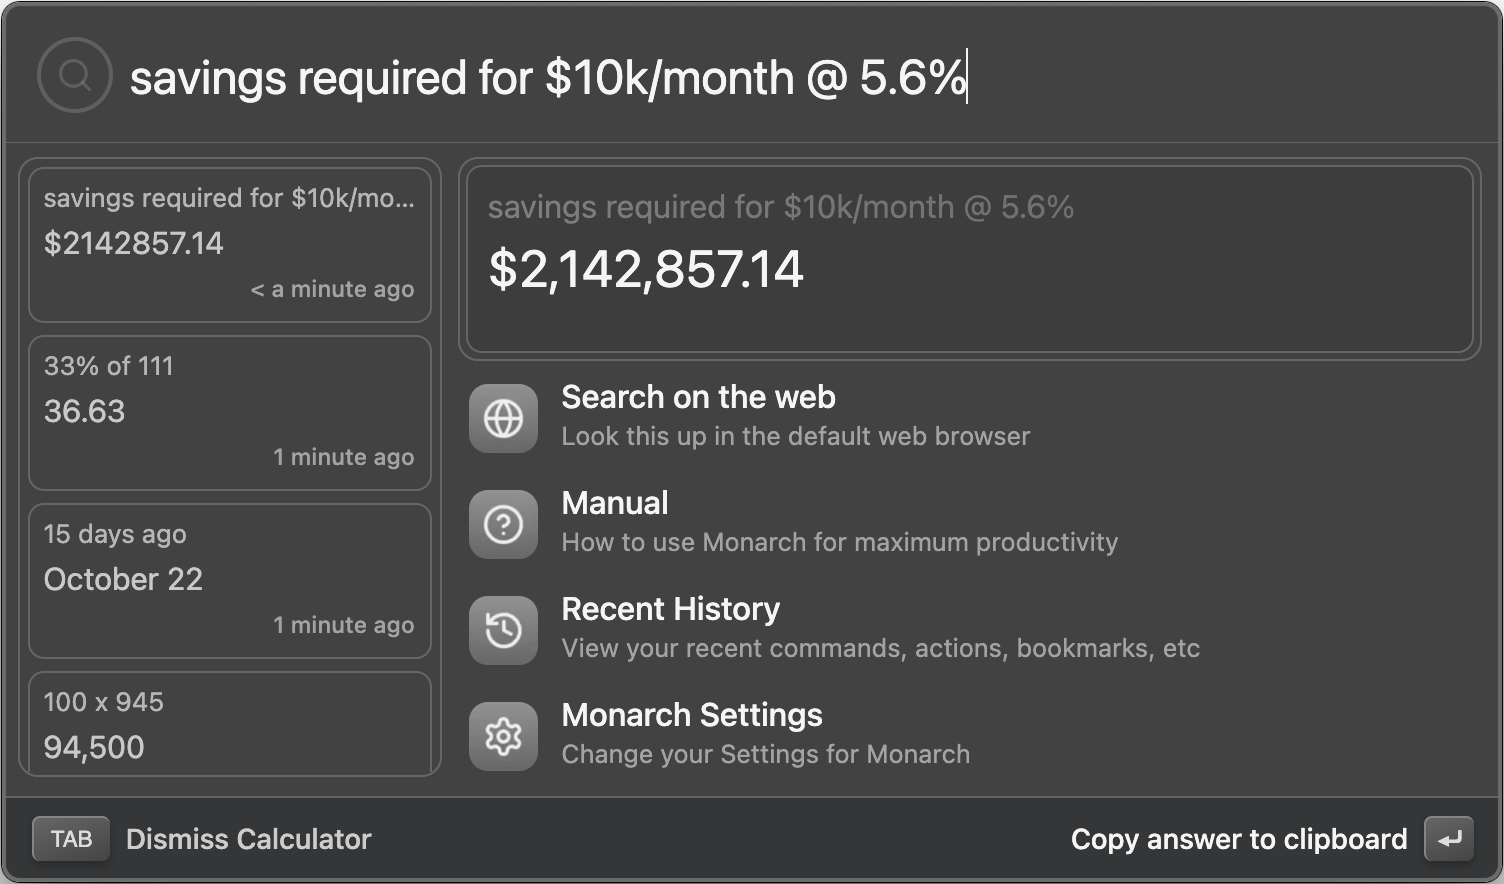 savings required for $10k/month @ 5.6%
savings required for $10k/mo...
$2142857.14
< a minute ago
33% of 111
36.63
1 minute ago
15 days ago
October 22
1 minute ago
100 x 945
94,500
savings required for $10k/month @ 5.6%
$2,142,857.14
Search on the web
Look this up in the default web browser
Manual
How to use Monarch for maximum productivity
Recent History
View your recent commands, actions, bookmarks, etc
Monarch Settings
Change your Settings for Monarch
TAB Dismiss Calculator
Copy answer to clipboard